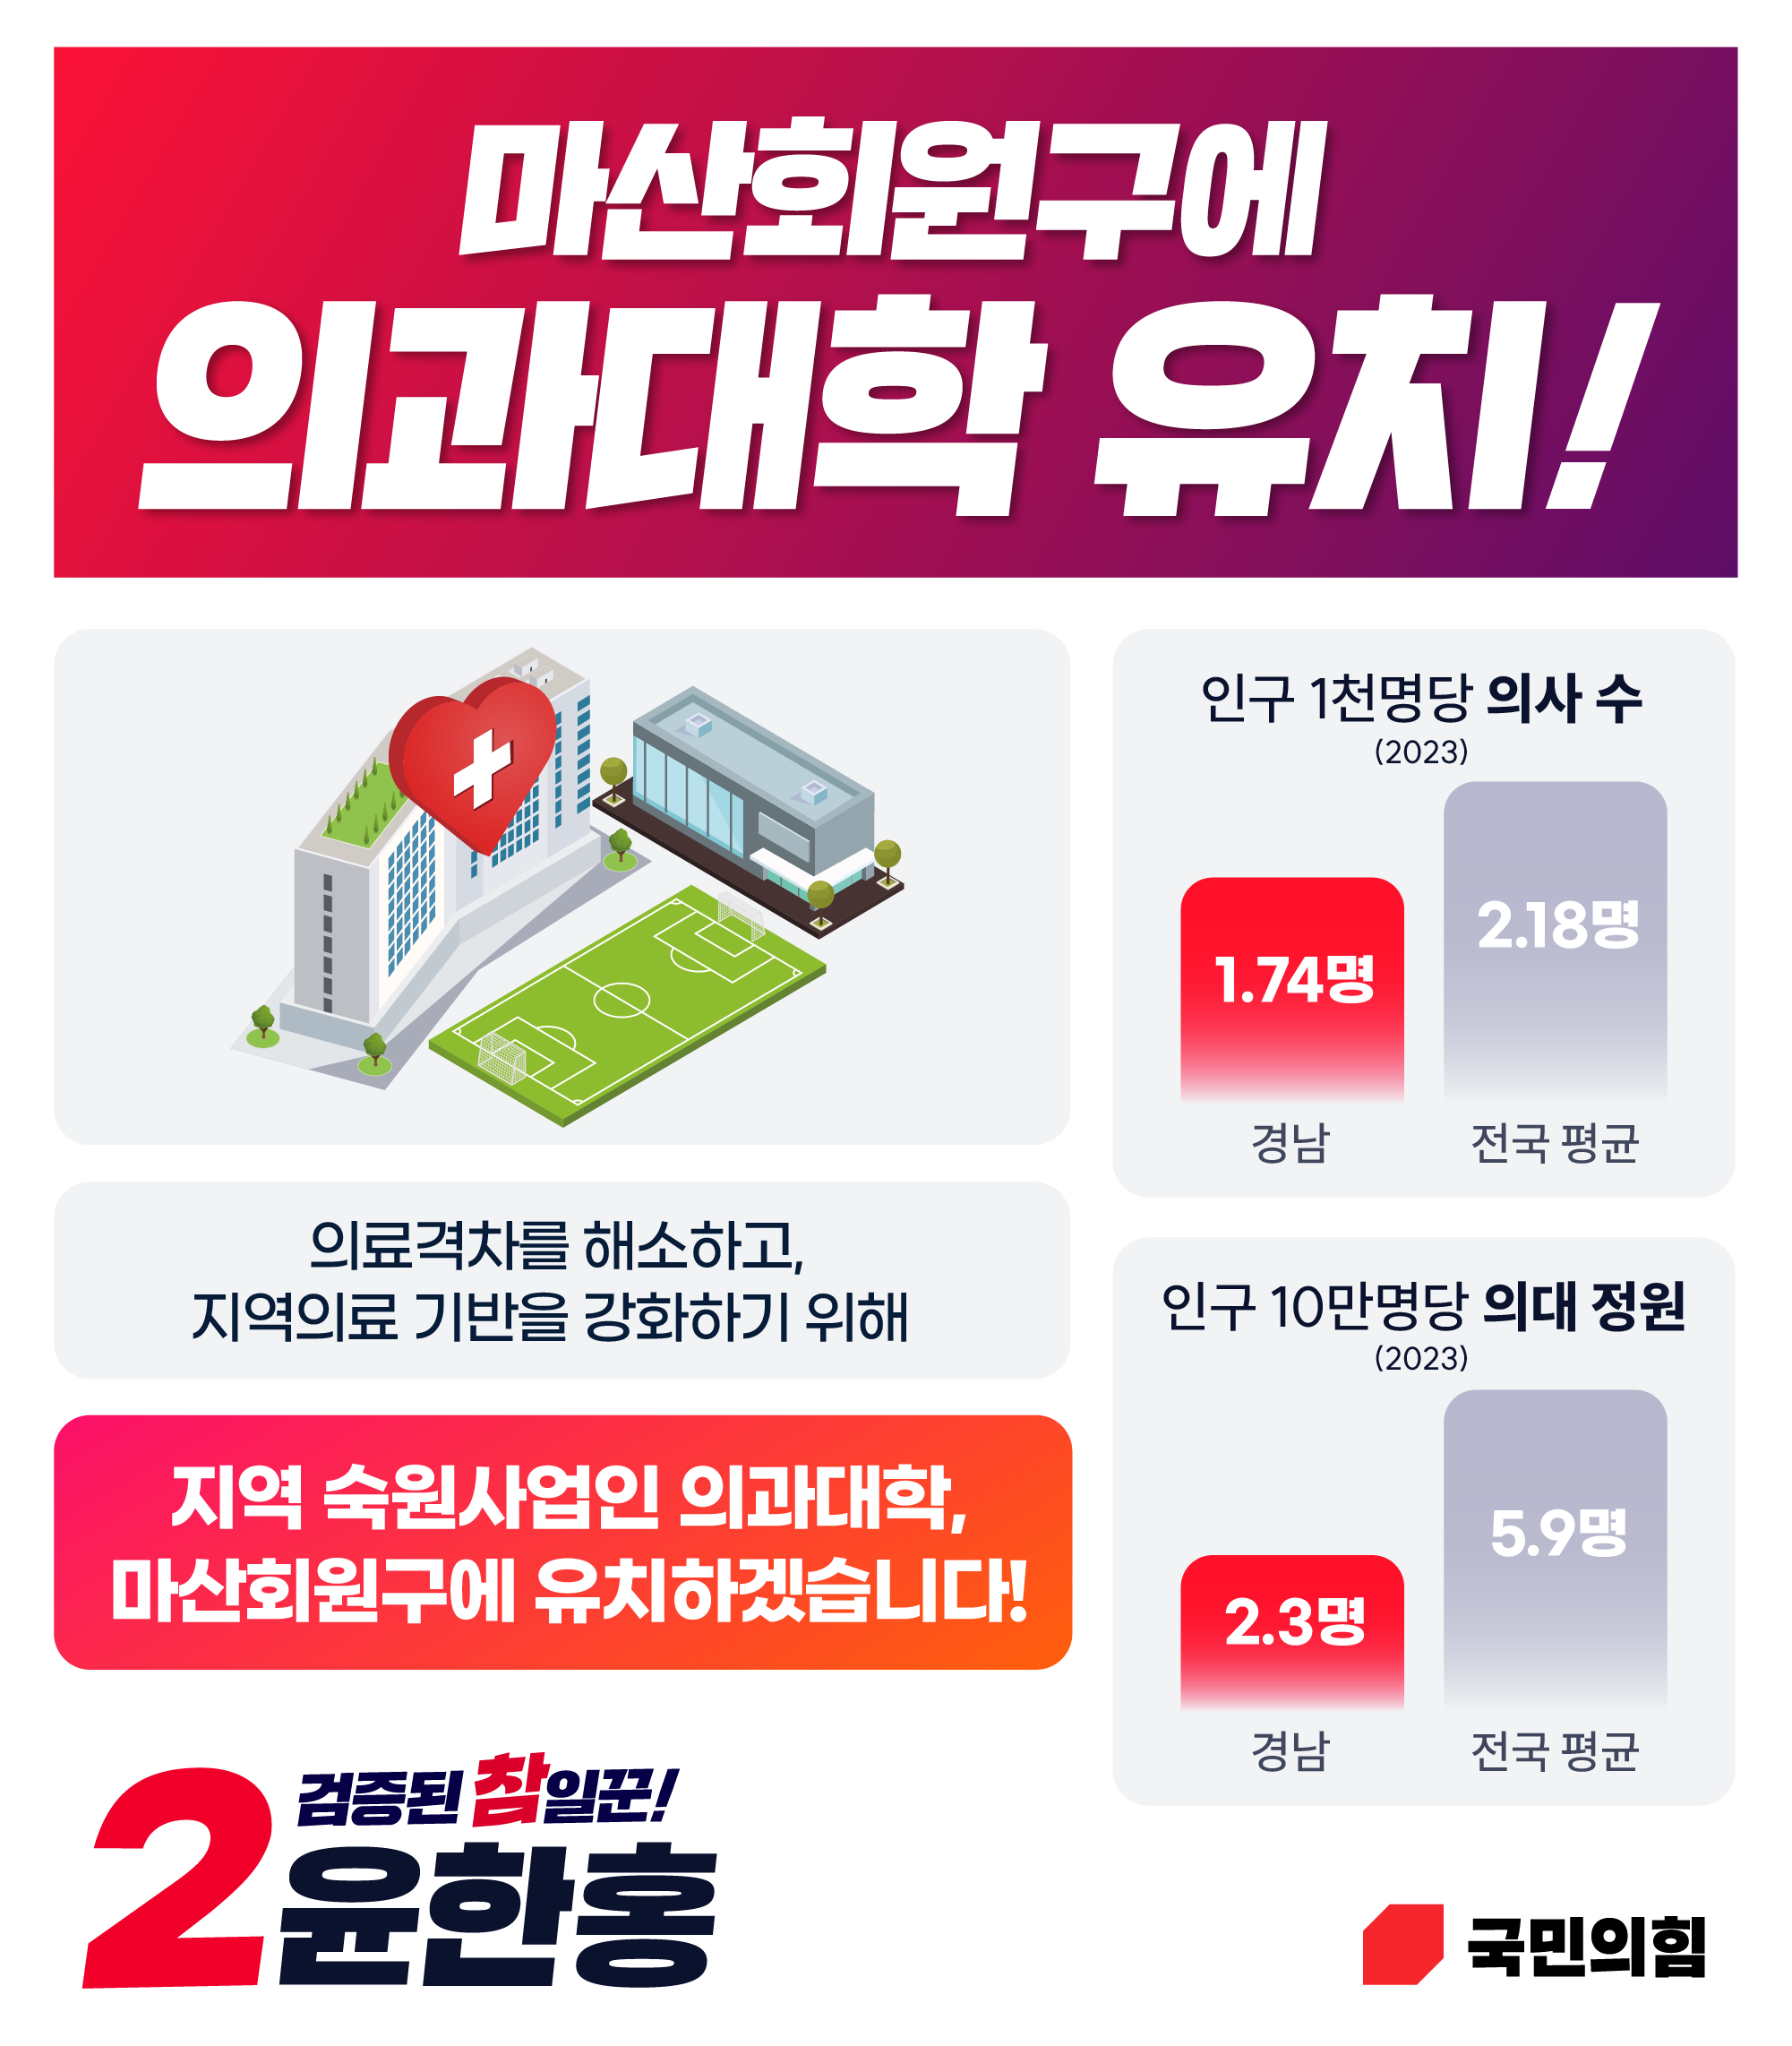 마산회원구에
의과대학 유치!
인구 1천명당 의사 수
(2023)
1.74명
2.18명
경남
전국 평균
의료격차를 해소하고,
지역의료 기반을 강화하기 위해
지역 숙원사업인 의과대학,
마산회원구에 유치하겠습니다!
인구 10만명당 의대 정원
(2023)
2.3명
5.9명
경남
전국 평균
2
검증된 참일꾼!
윤한홍
국민의힘